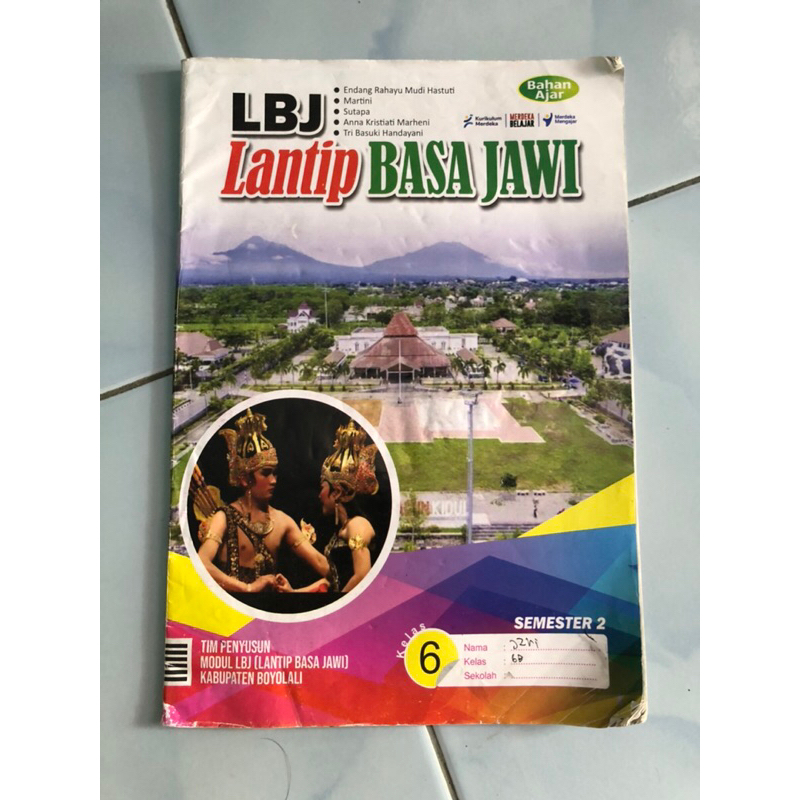 LBJ
• Endang Rahayu Mudi Hastuti
• Martini
• Sutapa
• Anna Kristiati Marheni
• Tri Basuki Handayani
Bahan
Ajar
Kurikulum
Merdeka
MERDEKA
BELAJAR
Merdeka
Mengajar
Lantip BASA JAWI
KIDUL
SEMESTER 2
Kelas
6
Nama :
Kelas : 6B
Sekolah :
TIM PENYUSUN
MODUL LBJ (LANTIP BASA JAWI)
KABUPATEN BOYOLALI